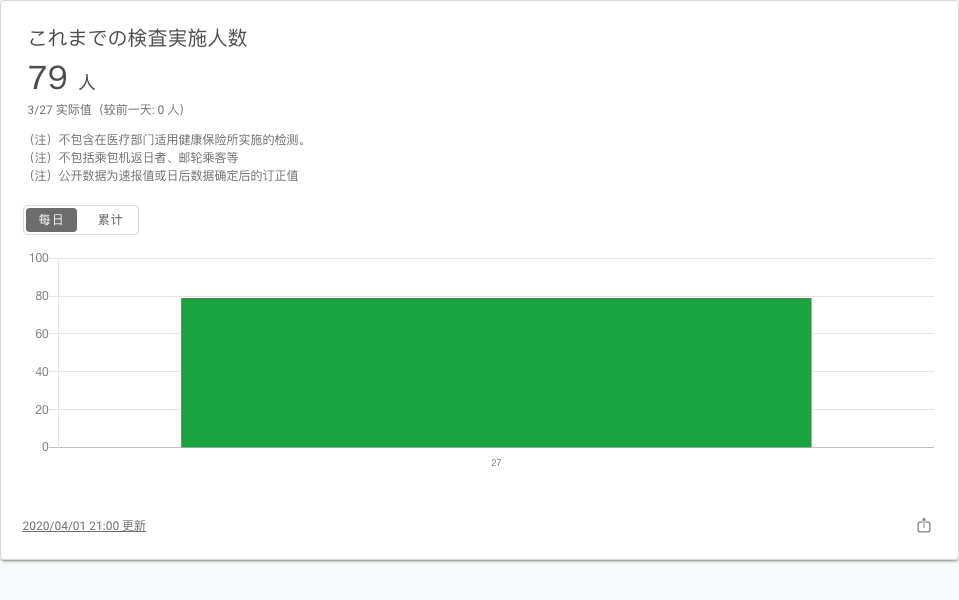 これまでの検査実施人数
79 人
3/27 实际值（较前一天: 0 人）
（注）不包含在医疗部门适用健康保险所实施的检测。
（注）不包括乘包机返日者、邮轮乘客等
（注）公开数据为速报值或日后数据确定后的订正值
每日 累计
100
80
60
40
20
0
27
2020/04/01 21:00 更新